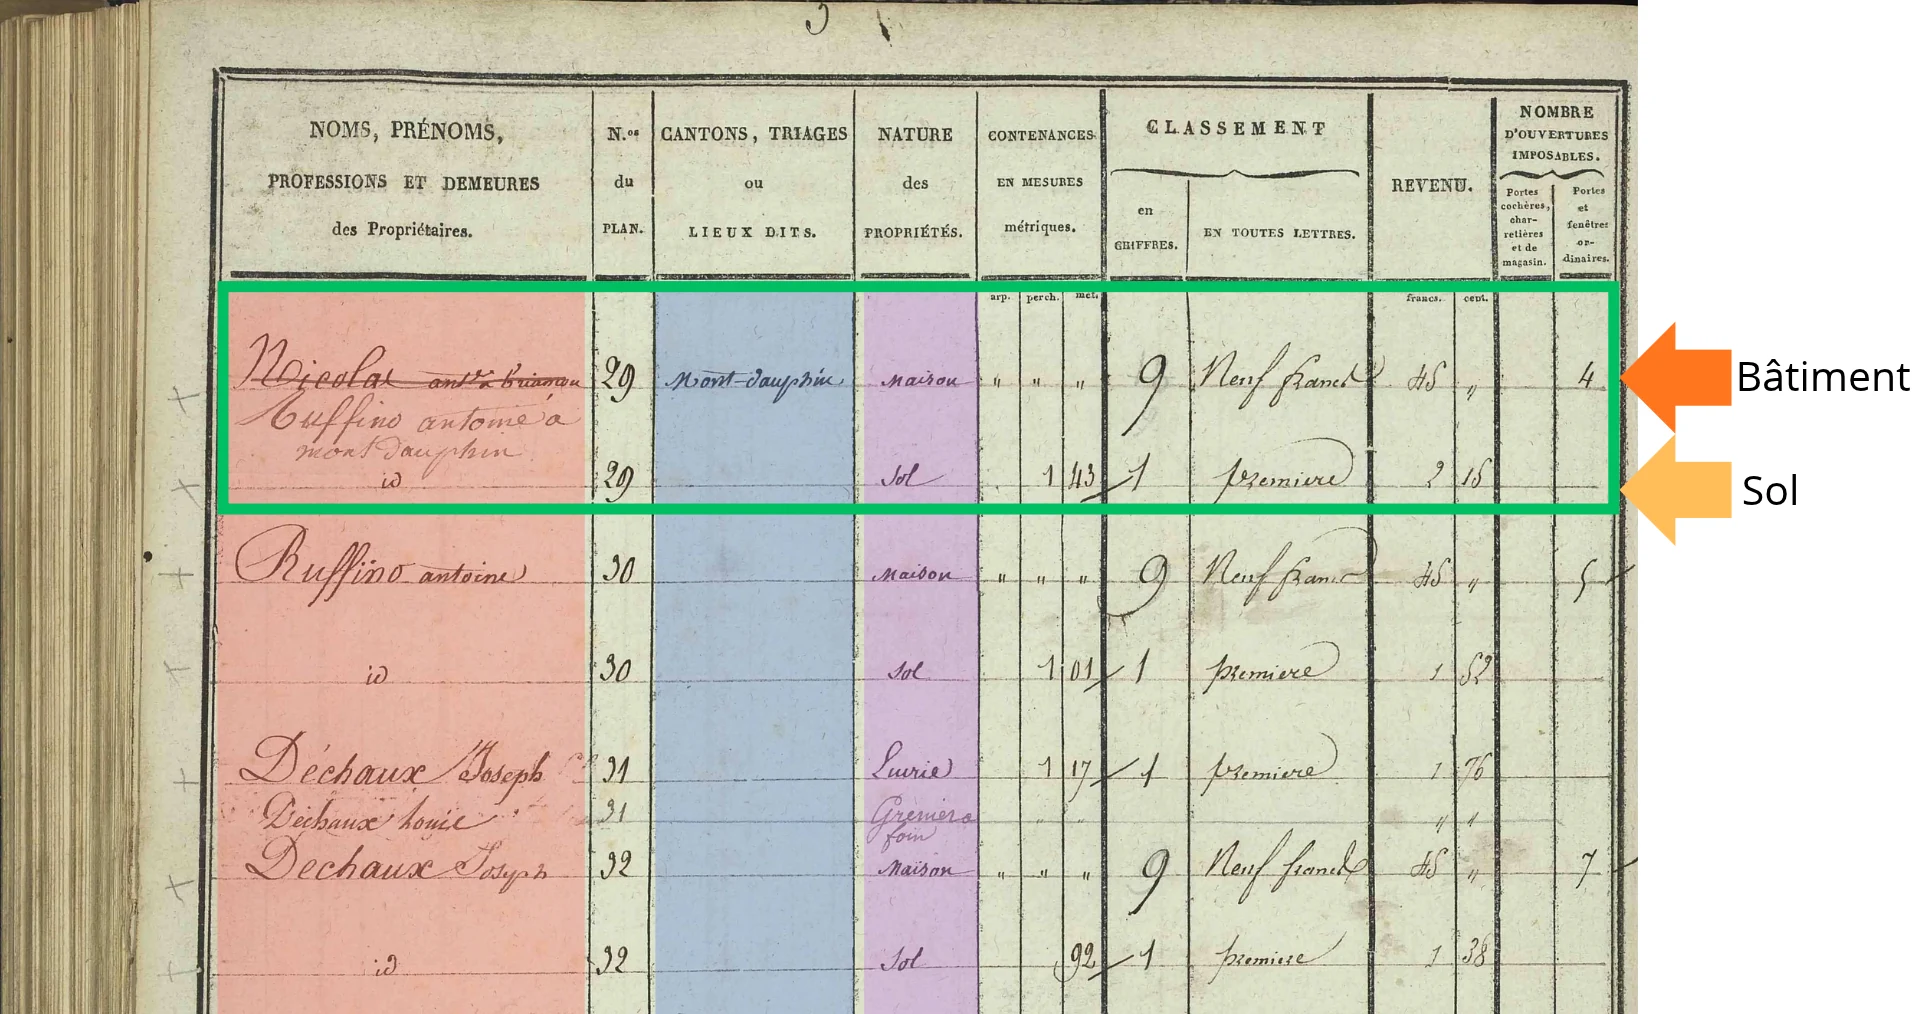 3
NOMS, PRÉNOMS,
PROFESSIONS ET DEMEURES
des Propriétaires.
N.os
du
PLAN.
CANTONS, TRIAGES
ou
LIEUX DITS.
NATURE
des
PROPRIÉTÉS.
CONTENANCES
EN MESURES
métriques.
CLASSEMENT
en
CHIFFRES.
EN TOUTES LETTRES.
REVENU.
NOMBRE
D'OUVERTURES
IMPOSABLES.
Portes
cochères,
char-
retières
et de
magasin.
Portes
et
fenêtres
or-
dinaires.
arp. perch. mét. francs. cent.
Nicolas 29 Mont-dauphin Maison " " " 9 Neuf francs 45 " 4
Ruffino antoine a
mont Dauphin
id 29 Sol 1 43 1 premiere 2 15
Ruffino antoine 30 Maison " " " 9 Neuf francs 45 " 5
id 30 Sol 1 01 1 premiere 1 52
Déchaux Joseph 31 Ecurie 1 17 1 premiere 1 76
Dechaux louis 31 Grenier a
foin
Dechaux Joseph 32 Maison " " " 9 Neuf francs 45 " 7
id 32 Sol 92 1 premiere 1 38
Bâtiment
Sol